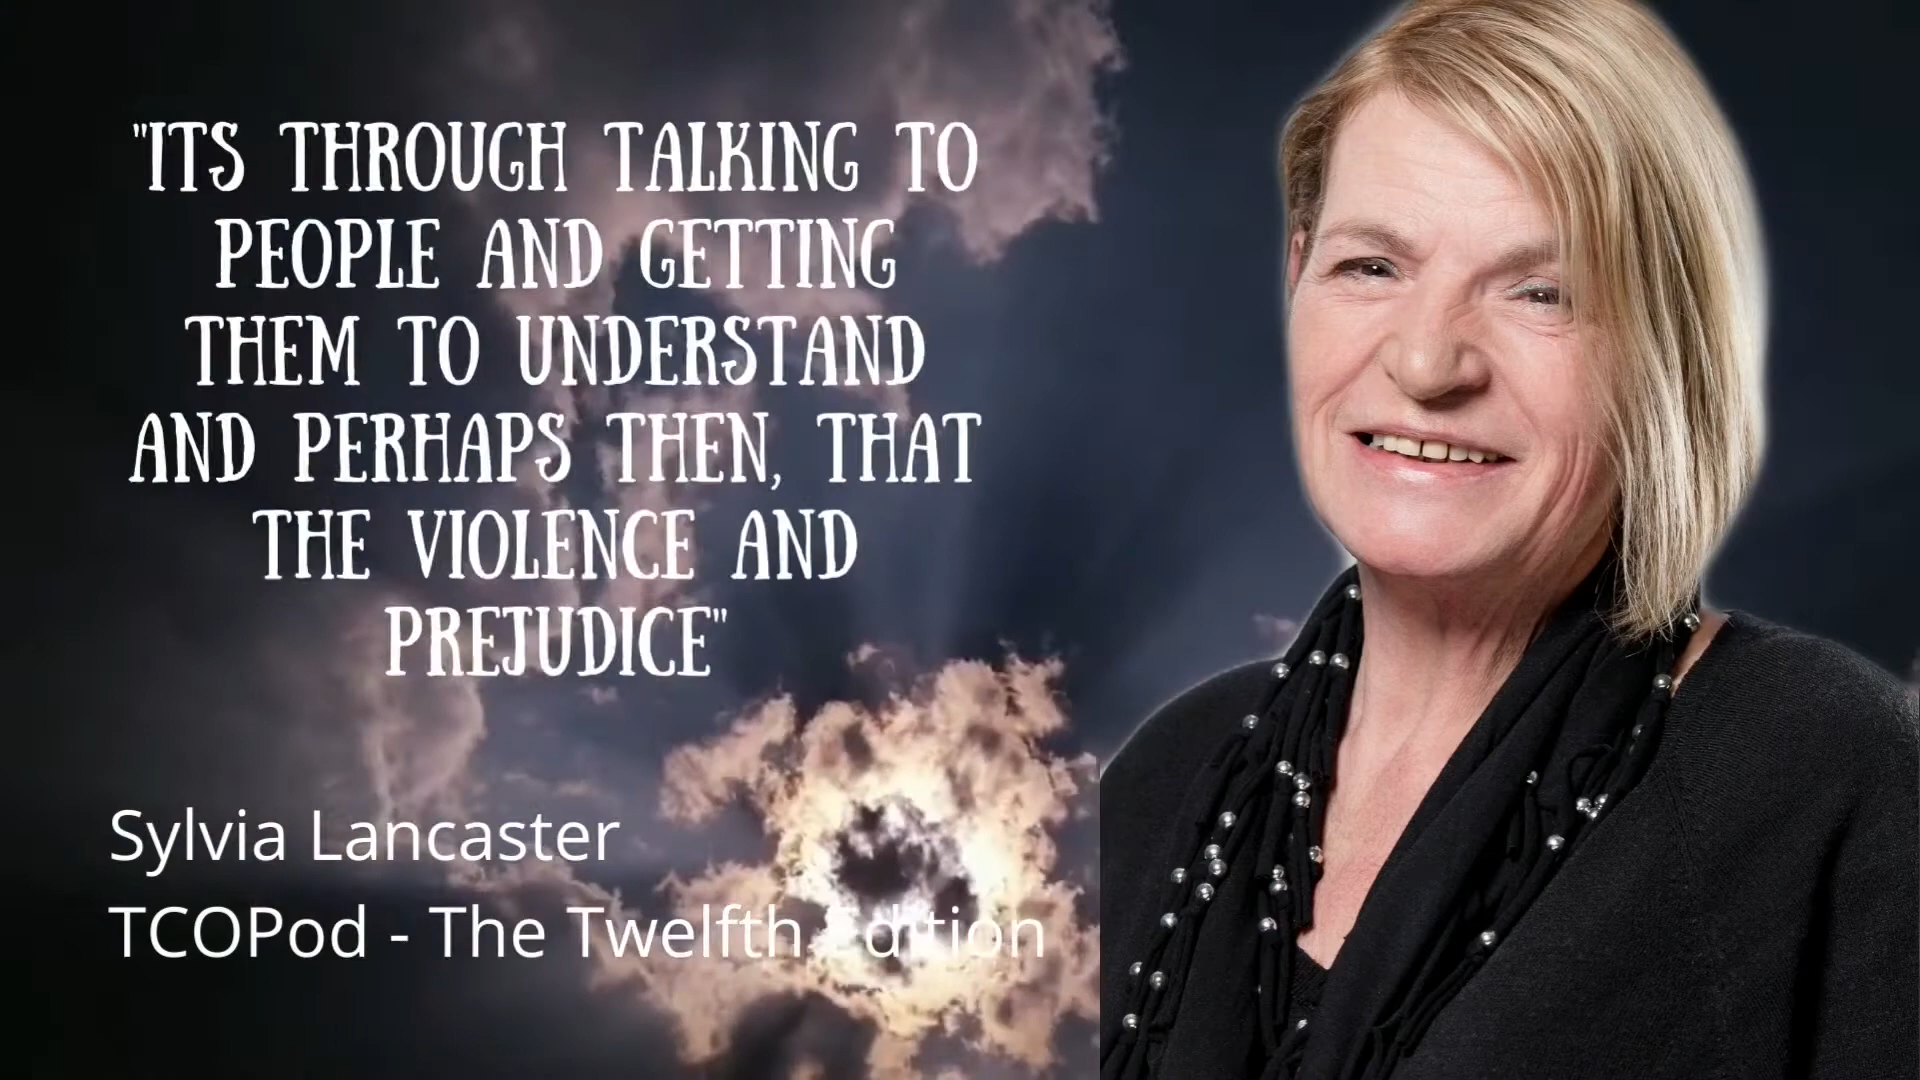 "ITS THROUGH TALKING TO
PEOPLE AND GETTING
THEM TO UNDERSTAND
AND PERHAPS THEN, THAT
THE VIOLENCE AND
PREJUDICE"
Sylvia Lancaster
TCOPod - The Twelfth Edition